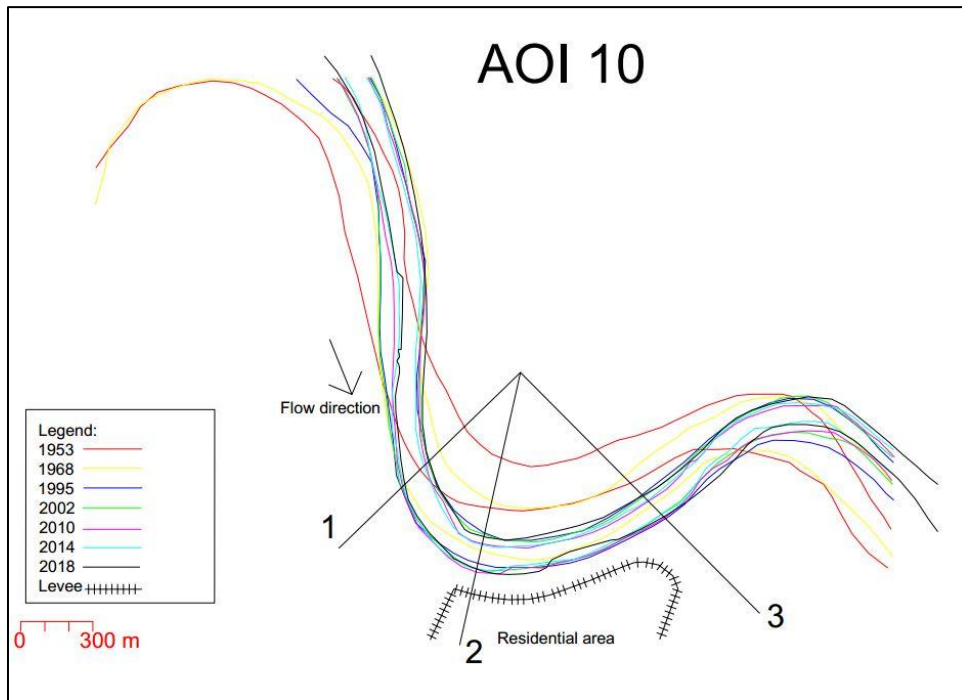 AOI 10
Flow direction
Legend:
1953
1968
1995
2002
2010
2014
2018
Levee
0 300 m
1
2
3
Residential area